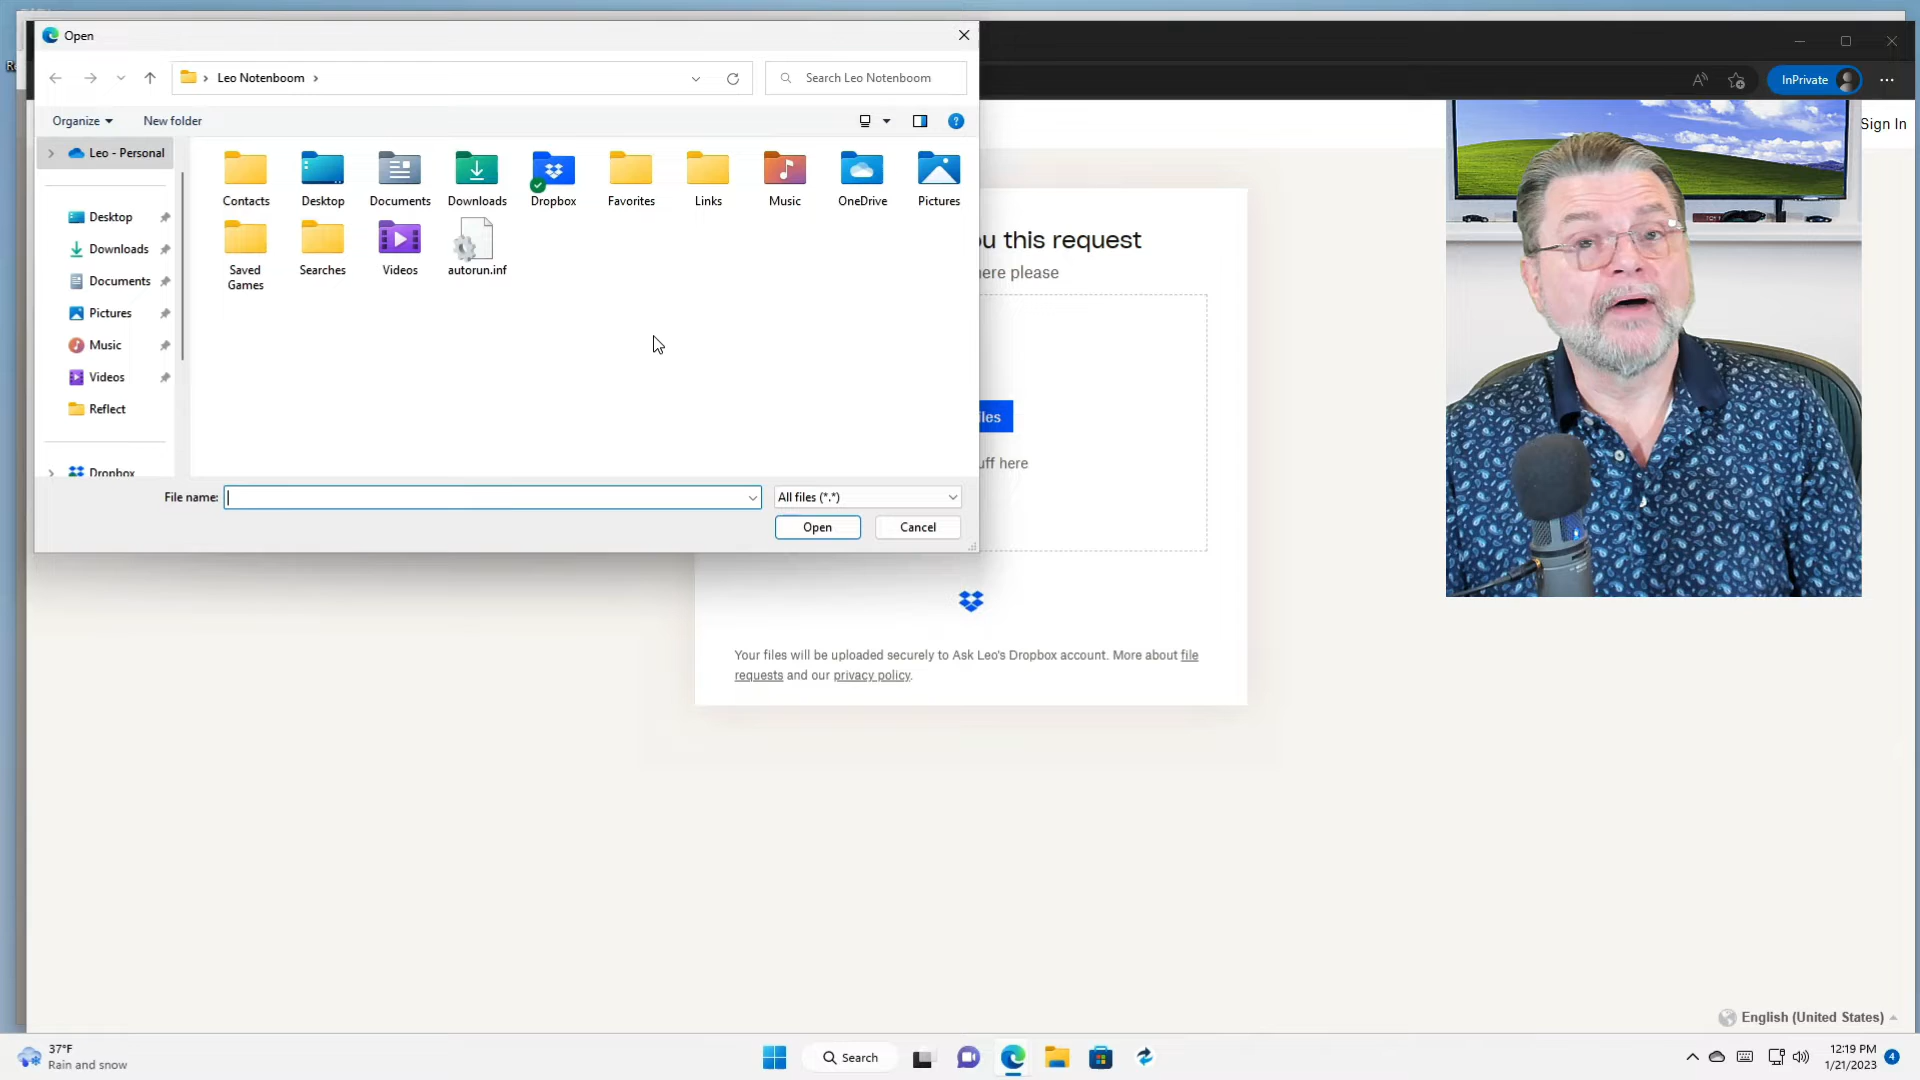 Open
Leo Notenboom
Search Leo Notenboom
InPrivate
Organize
New folder
Sign In
Leo - Personal
Desktop
Downloads
Documents
Pictures
Music
Videos
Reflect
Dropbox
Contacts
Desktop
Documents
Downloads
Dropbox
Favorites
Links
Music
OneDrive
Pictures
Saved
Games
Searches
Videos
autorun.inf
File name:
All files (*.*)
Open
Cancel
u this request
here please
files
uff here
Your files will be uploaded securely to Ask Leo's Dropbox account. More about file
requests and our privacy policy.
English (United States)
37°F
Rain and snow
Search
12:19 PM
1/21/2023
4